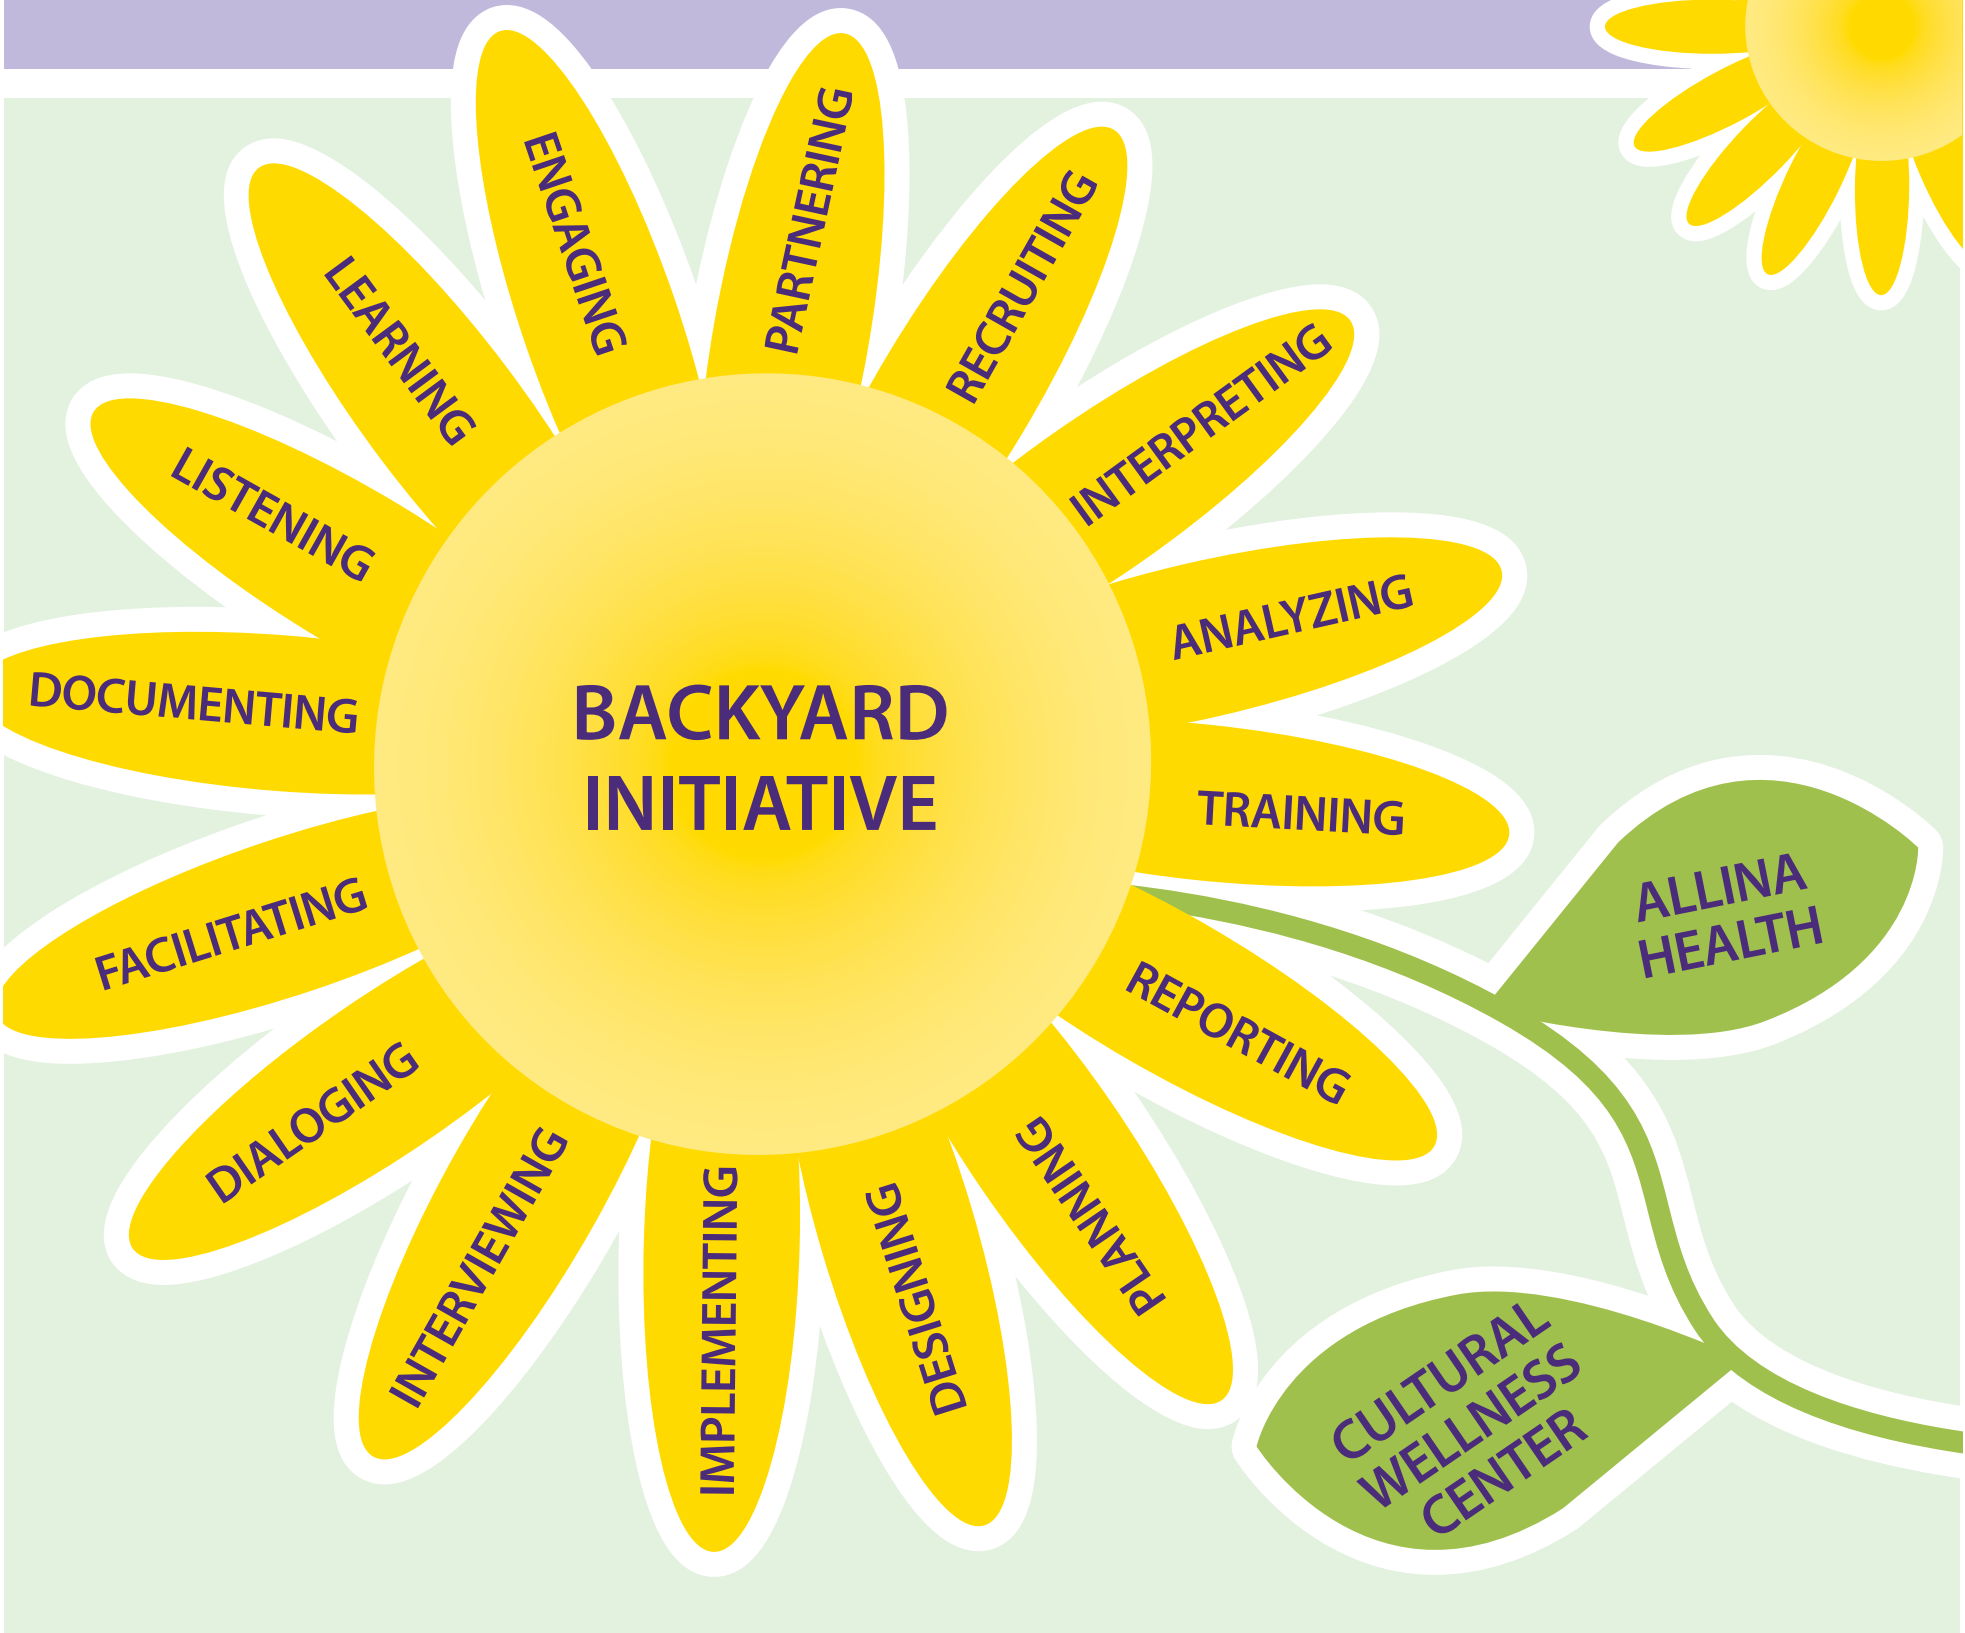 BACKYARD
INITIATIVE
PARTNERING
RECRUITING
INTERPRETING
ANALYZING
TRAINING
REPORTING
PLANNING
DESIGNING
IMPLEMENTING
INTERVIEWING
DIALOGING
FACILITATING
DOCUMENTING
LISTENING
LEARNING
ENGAGING
ALLINA
HEALTH
CULTURAL
WELLNESS
CENTER